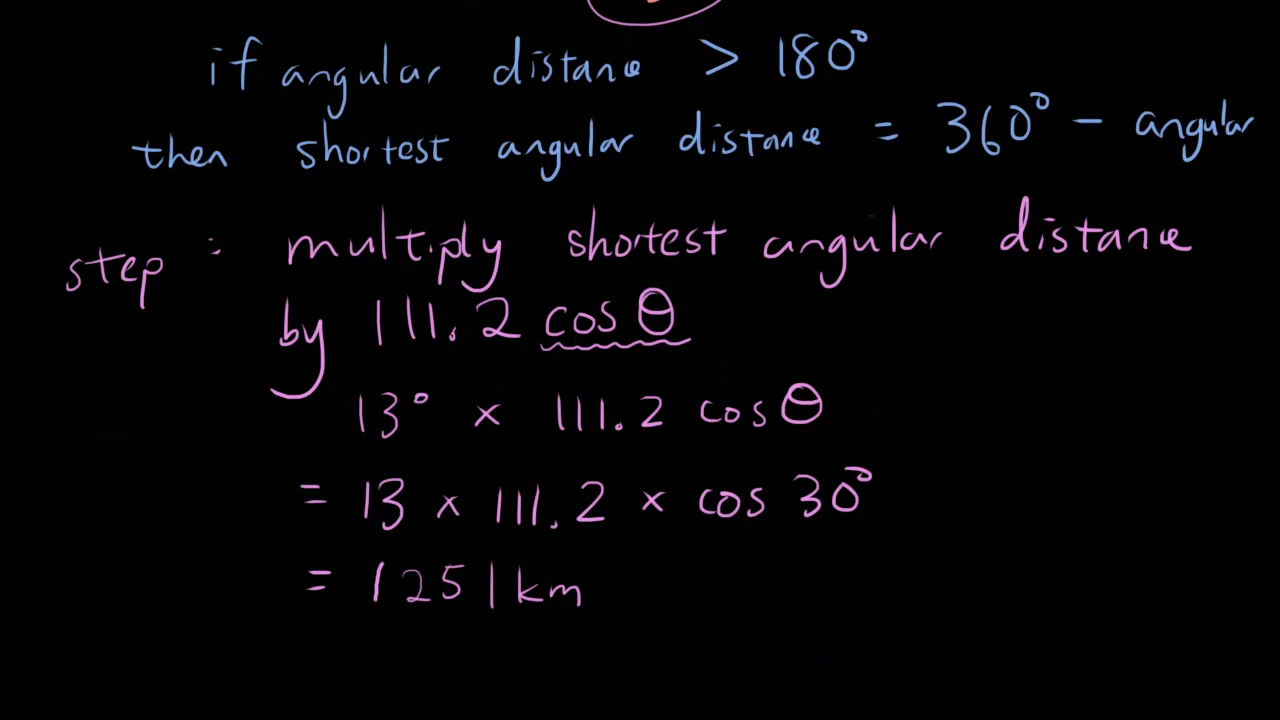 if angular distance > 180°
then shortest angular distance = 360° - angular
step : multiply shortest angular distance
by 111.2 cos θ
13° × 111.2 cos θ
= 13 × 111.2 × cos 30°
= 1251 km